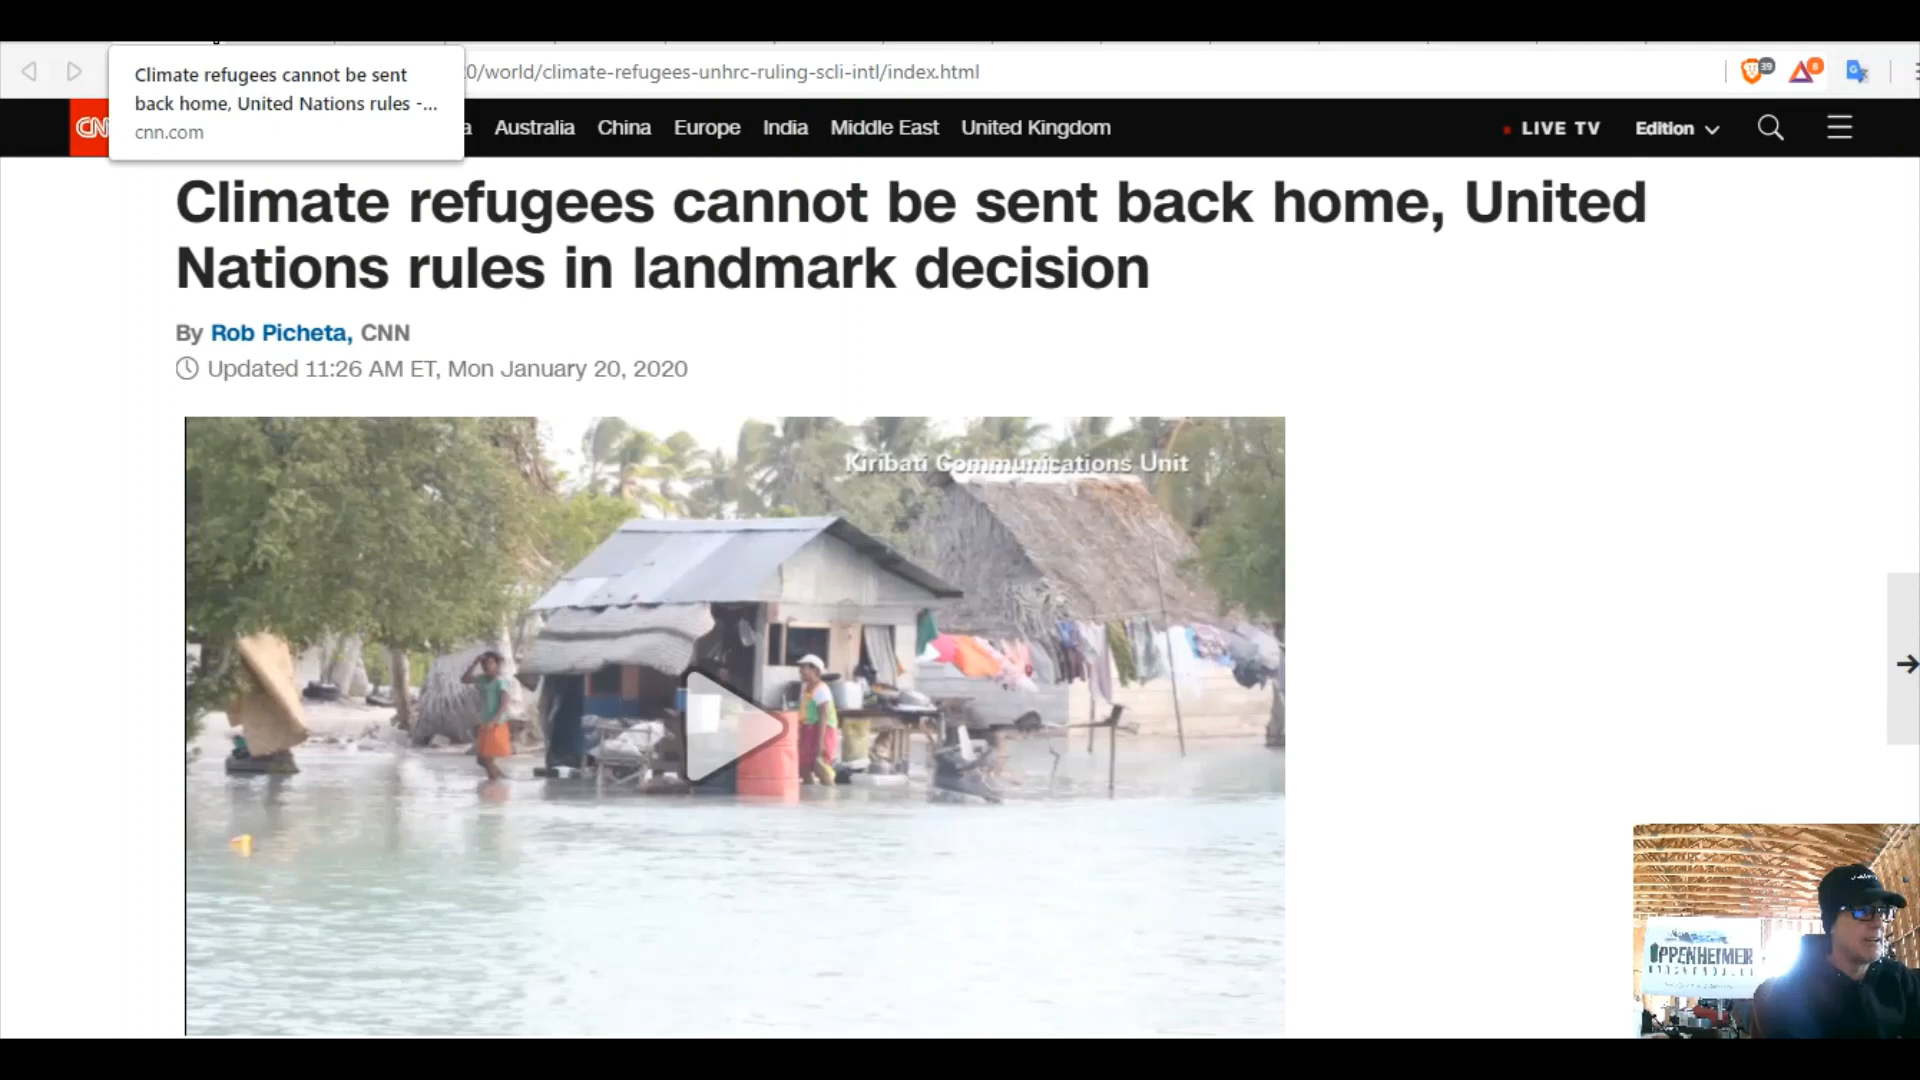 Climate refugees cannot be sent
back home, United Nations rules -...
cnn.com
0/world/climate-refugees-unhrc-ruling-scli-intl/index.html
39
8
CN
a Australia China Europe India Middle East United Kingdom
LIVE TV Edition
Climate refugees cannot be sent back home, United
Nations rules in landmark decision
By Rob Picheta, CNN
Updated 11:26 AM ET, Mon January 20, 2020
Kiribati Communications Unit
OPPENHEIMER